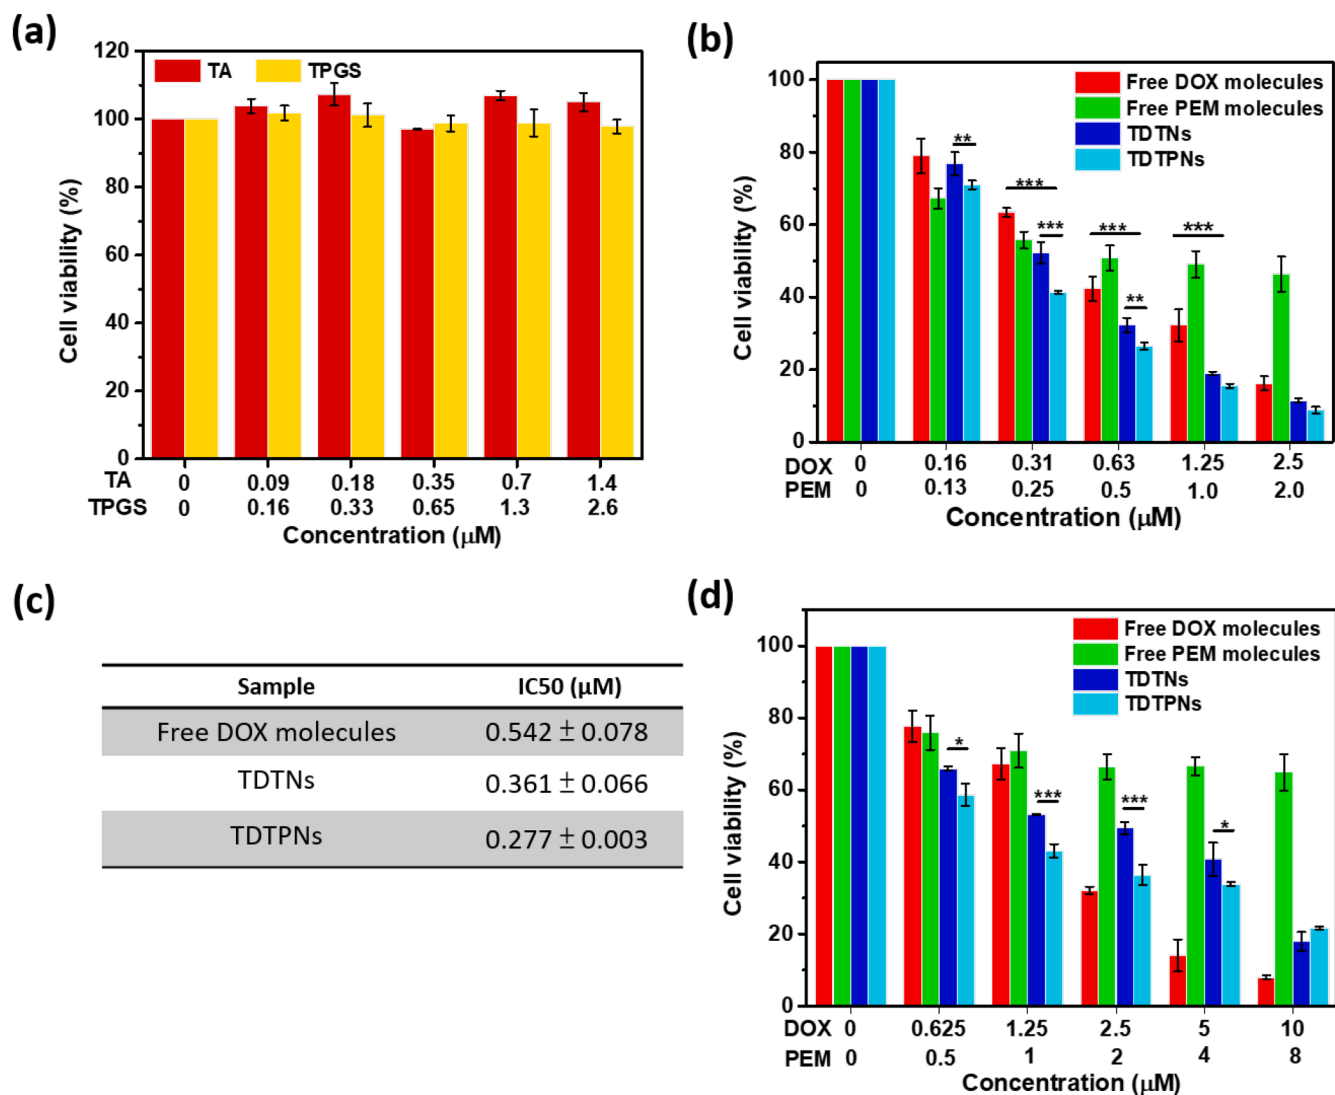 (a)
120
100
80
60
40
20
0
Cell viability (%)
TA TPGS
TA 0 0.09 0.18 0.35 0.7 1.4
TPGS 0 0.16 0.33 0.65 1.3 2.6
Concentration (μM)
(b)
100
80
60
40
20
0
Cell viability (%)
Free DOX molecules
Free PEM molecules
TDTNs
TDTPNs
** *** *** *** ** ***
DOX 0 0.16 0.31 0.63 1.25 2.5
PEM 0 0.13 0.25 0.5 1.0 2.0
Concentration (μM)
(c)
Sample IC50 (μM)
Free DOX molecules 0.542 ± 0.078
TDTNs 0.361 ± 0.066
TDTPNs 0.277 ± 0.003
(d)
100
80
60
40
20
0
Cell viability (%)
Free DOX molecules
Free PEM molecules
TDTNs
TDTPNs
* *** *** *
DOX 0 0.625 1.25 2.5 5 10
PEM 0 0.5 1 2 4 8
Concentration (μM)